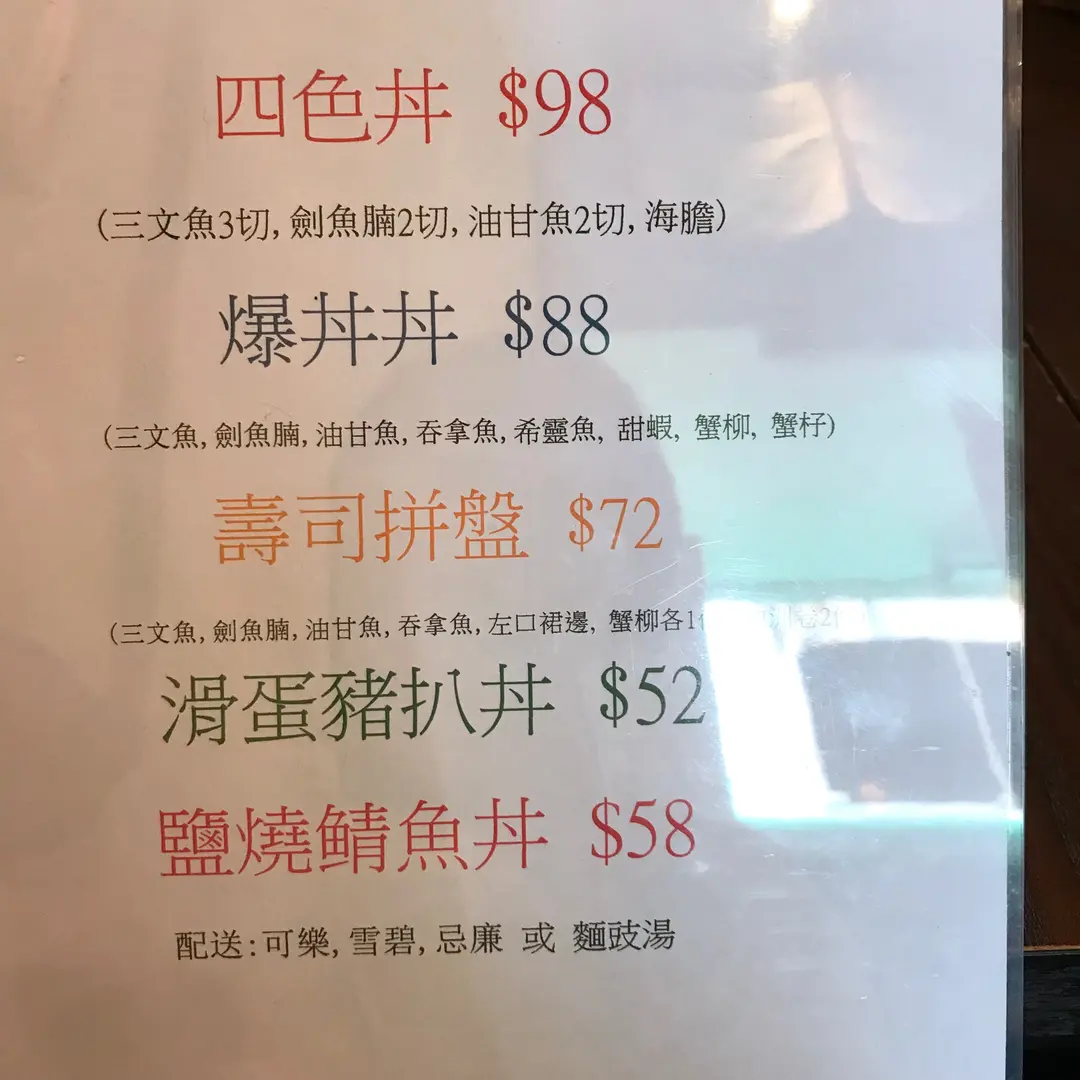 四色丼 $98
(三文魚3切, 劍魚腩2切, 油甘魚2切, 海膽)
爆丼丼 $88
(三文魚, 劍魚腩, 油甘魚, 吞拿魚, 希靈魚, 甜蝦, 蟹柳, 蟹杍)
壽司拼盤 $72
(三文魚, 劍魚腩, 油甘魚, 吞拿魚, 左口裙邊, 蟹柳各1
滑蛋豬扒丼 $52
鹽燒鯖魚丼 $58
配送:可樂, 雪碧, 忌廉 或 麵豉湯